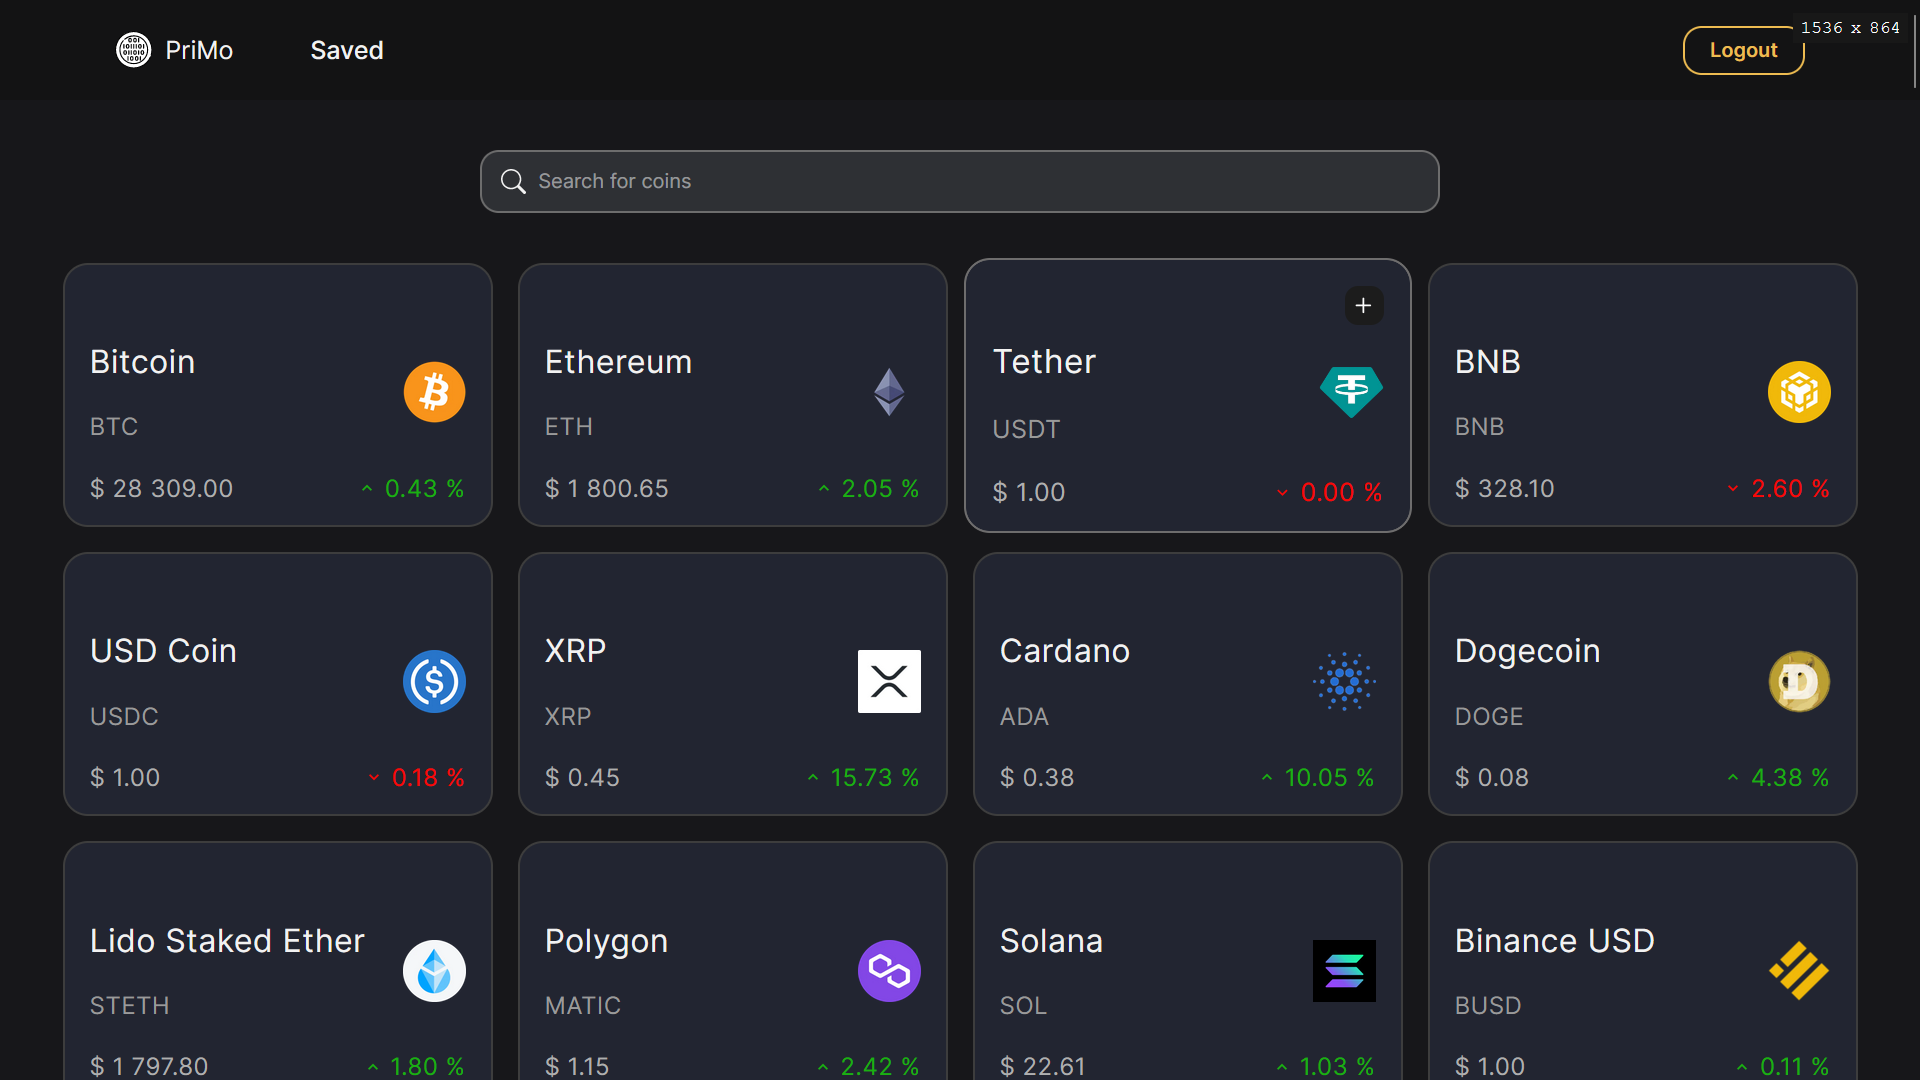 PriMo
Saved
Logout
1536 x 864
Search for coins
Bitcoin
BTC
$ 28 309.00
0.43 %
Ethereum
ETH
$ 1 800.65
2.05 %
Tether
USDT
$ 1.00
0.00 %
BNB
BNB
$ 328.10
2.60 %
USD Coin
USDC
$ 1.00
0.18 %
XRP
XRP
$ 0.45
15.73 %
Cardano
ADA
$ 0.38
10.05 %
Dogecoin
DOGE
$ 0.08
4.38 %
Lido Staked Ether
STETH
$ 1 797.80
1.80 %
Polygon
MATIC
$ 1.15
2.42 %
Solana
SOL
$ 22.61
1.03 %
Binance USD
BUSD
$ 1.00
0.11 %